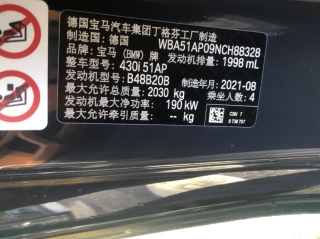 德国宝马汽车集团丁格芬工厂制造
制造国：德国 WBA51AP09NCH88328
品牌：宝马（BMW）牌 发动机排量：1998 mL
整车型号：430i 51AP
发动机型号：B48B20B 制造年月：2021-08
最大允许总质量：2030 kg 乘坐人数：4
发动机最大净功率：190 kW
最大允许牵引质量：-- kg